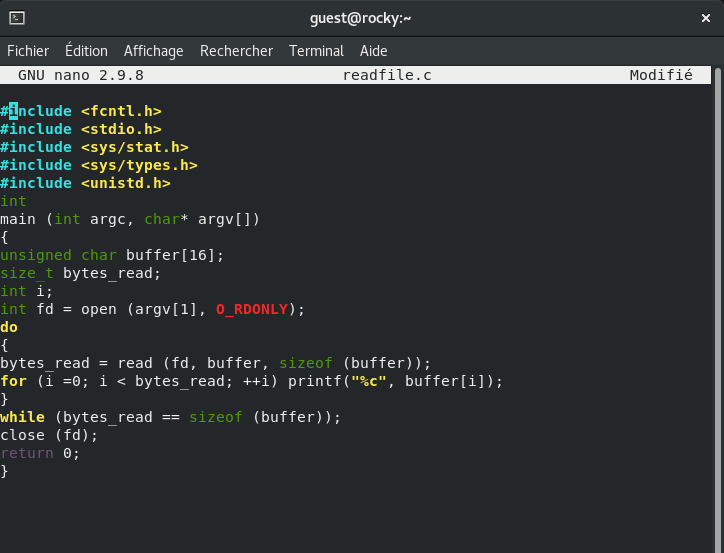 guest@rocky:~
Fichier Édition Affichage Rechercher Terminal Aide
GNU nano 2.9.8 readfile.c Modifié
#include <fcntl.h>
#include <stdio.h>
#include <sys/stat.h>
#include <sys/types.h>
#include <unistd.h>
int
main (int argc, char* argv[])
{
unsigned char buffer[16];
size_t bytes_read;
int i;
int fd = open (argv[1], O_RDONLY);
do
{
bytes_read = read (fd, buffer, sizeof (buffer));
for (i =0; i < bytes_read; ++i) printf("%c", buffer[i]);
}
while (bytes_read == sizeof (buffer));
close (fd);
return 0;
}